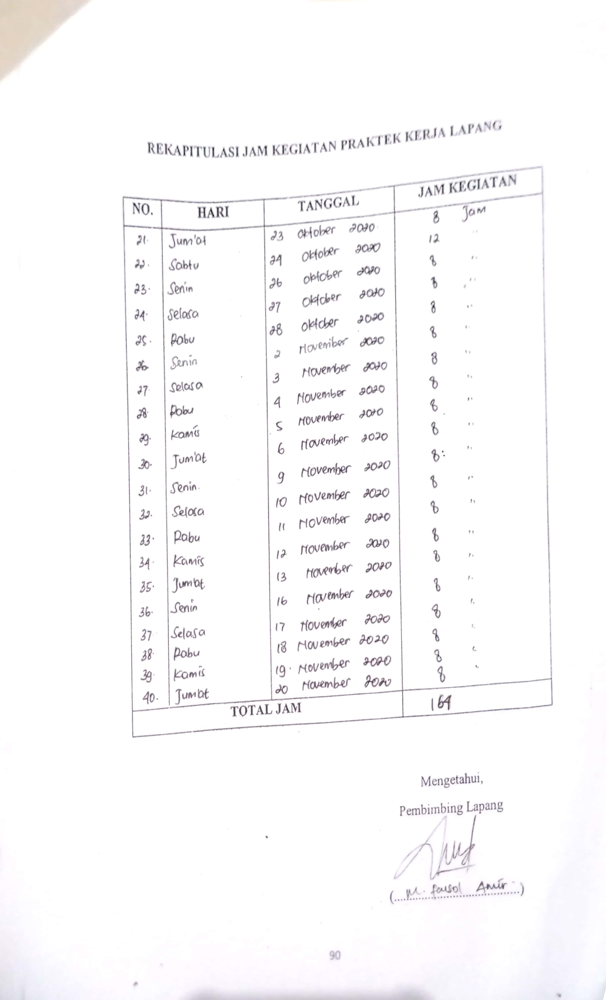 REKAPITULASI JAM KEGIATAN PRAKTEK KERJA LAPANG
NO. HARI TANGGAL JAM KEGIATAN
21. Jum'at 23 Oktober 2020 8 Jam
22. Sabtu 24 Oktober 2020 12 "
23. Senin 26 Oktober 2020 8 "
24. Selasa 27 Oktober 2020 8 "
25. Rabu 28 Oktober 2020 8 "
26 Senin 2 November 2020 8 "
27. Selasa 3 November 2020 8 "
28. Rabu 4 November 2020 8 "
29. Kamis 5 November 2020 8 "
30. Jum'at 6 November 2020 8 "
31. Senin. 9 November 2020 8 "
32. Selasa 10 November 2020 8 "
33. Rabu 11 November 2020 8 "
34. Kamis 12 November 2020 8 "
35. Jum'at 13 November 2020 8 "
36. Senin 16 November 2020 8 "
37. Selasa 17 November 2020 8 "
38. Rabu 18 November 2020 8 "
39. Kamis 19. November 2020 8 "
40. Jum'at 20 November 2020 8 "
TOTAL JAM 164
Mengetahui,
Pembimbing Lapang
(M. Faisol Amir)
90